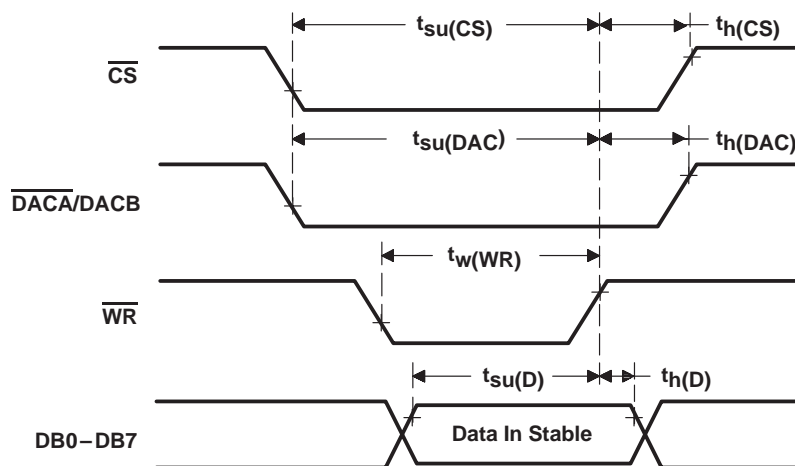 tsu(CS) th(CS)
CS
tsu(DAC) th(DAC)
DACA/DACB
tw(WR)
WR
tsu(D) th(D)
DB0–DB7 Data In Stable